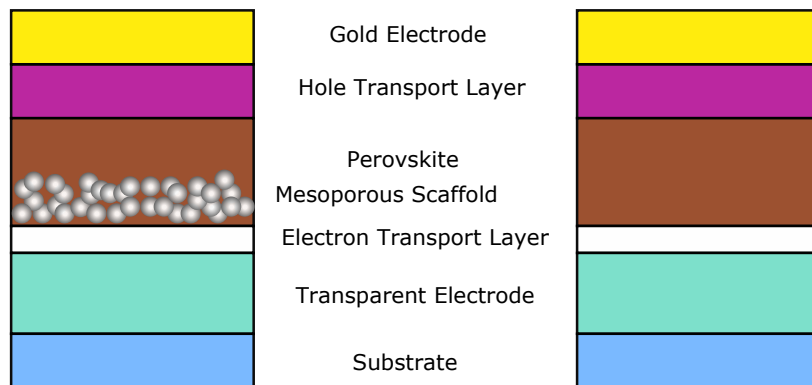 Gold Electrode
Hole Transport Layer
Perovskite
Mesoporous Scaffold
Electron Transport Layer
Transparent Electrode
Substrate